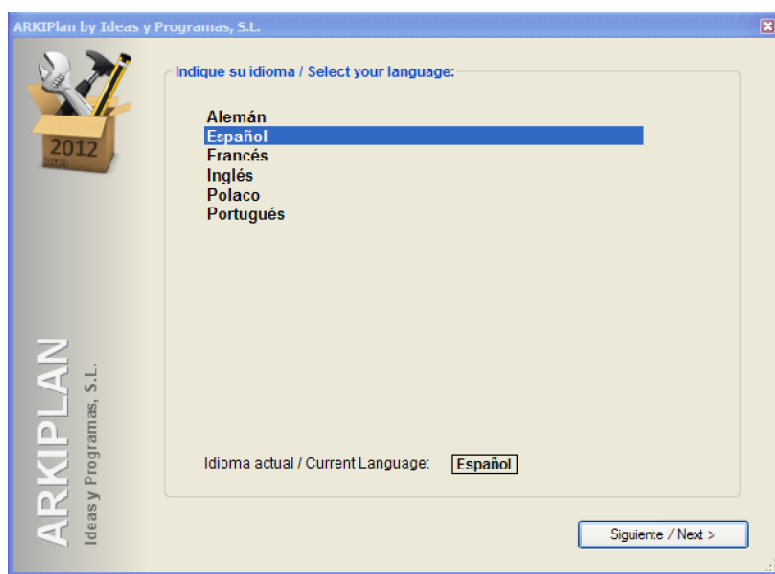 ARKIPlan by Ideas y Programas, S.L.
Indique su idioma / Select your language:
Alemán
Español
Francés
Inglés
Polaco
Portugués
2012
ARKIPLAN
Ideas y Programas, S.L.
Idioma actual / Current Language: Español
Siguiente / Next >